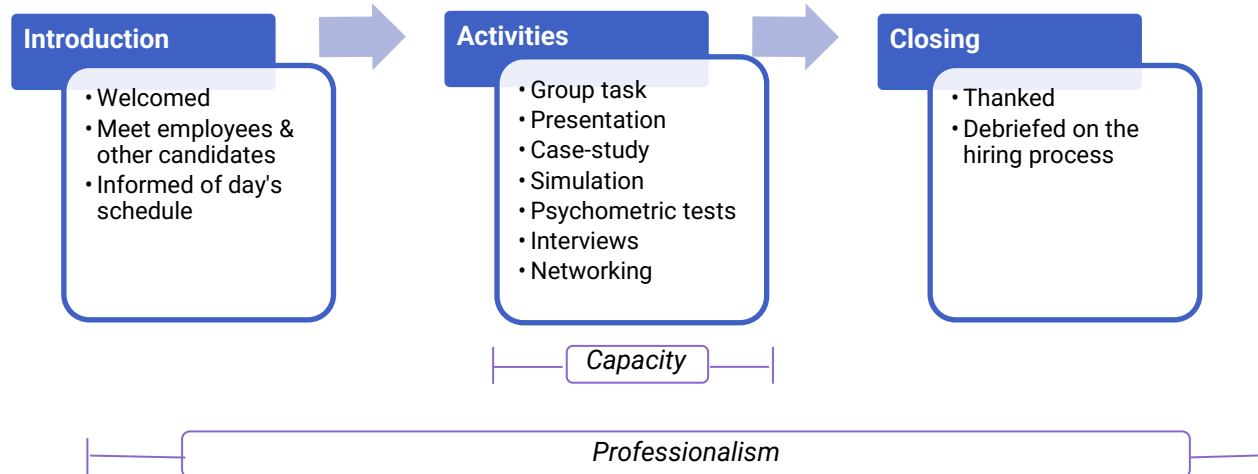 Introduction
• Welcomed
• Meet employees &
other candidates
• Informed of day's
schedule
Activities
• Group task
• Presentation
• Case-study
• Simulation
• Psychometric tests
• Interviews
• Networking
Closing
• Thanked
• Debriefed on the
hiring process
Capacity
Professionalism